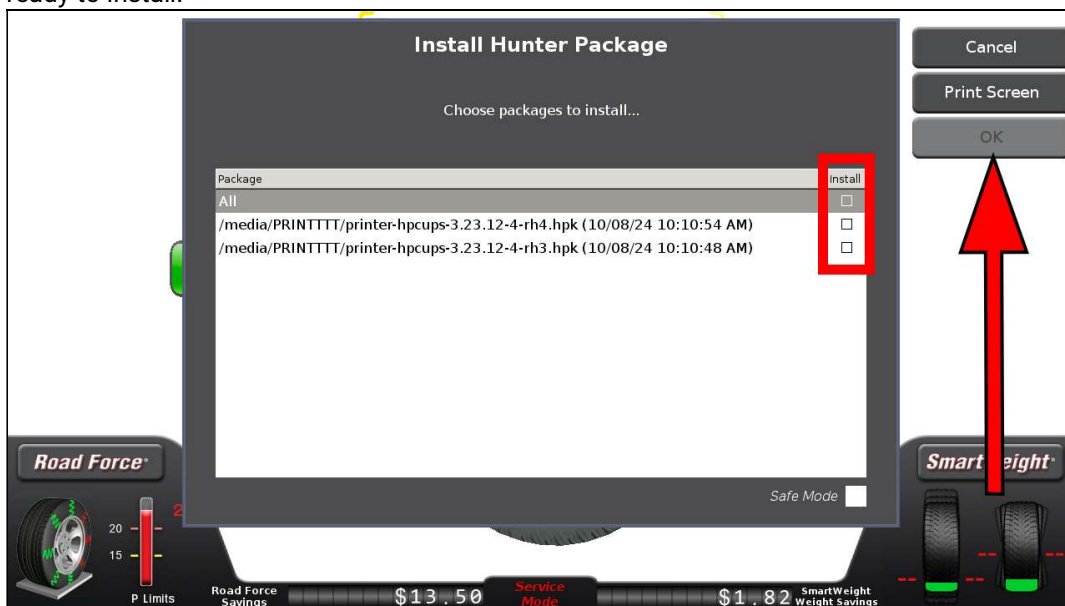 ready to install.
Install Hunter Package
Choose packages to install...
Cancel
Print Screen
OK
Package Install
All
/media/PRINTTTT/printer-hpcups-3.23.12-4-rh4.hpk (10/08/24 10:10:54 AM)
/media/PRINTTTT/printer-hpcups-3.23.12-4-rh3.hpk (10/08/24 10:10:48 AM)
Safe Mode
Road Force
2
20
15
P Limits
Road Force
Savings
$13.50
Service
Mode
$1.82
SmartWeight
Weight Savings